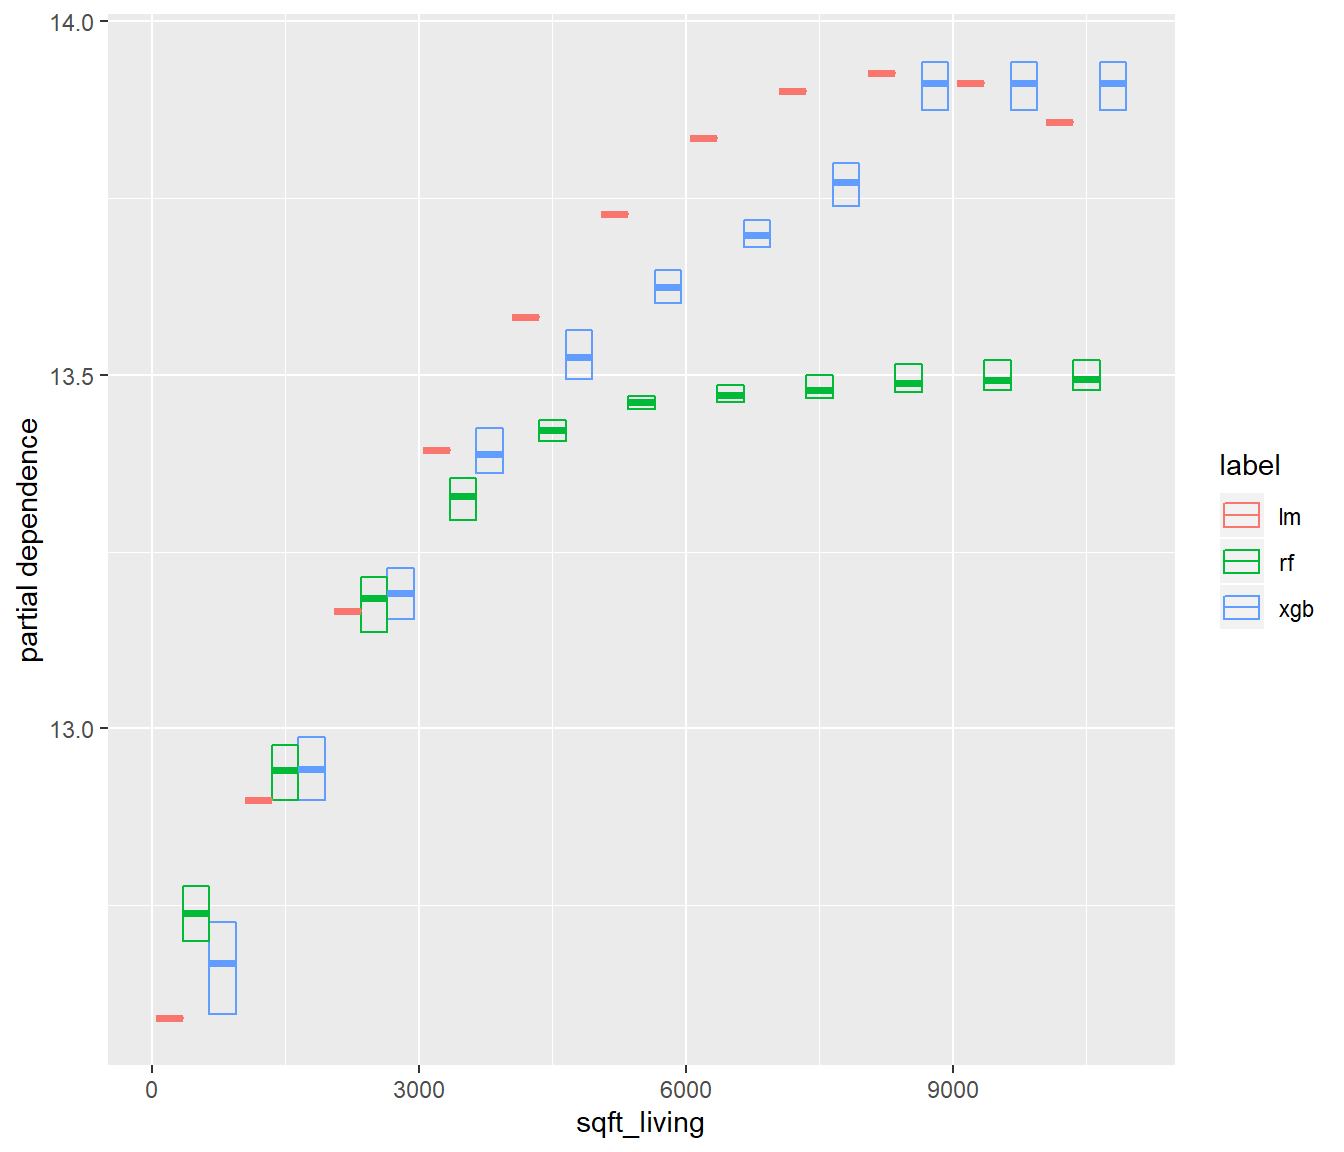 14.0
13.5
13.0
partial dependence
0
3000
6000
9000
sqft_living
label
lm
rf
xgb